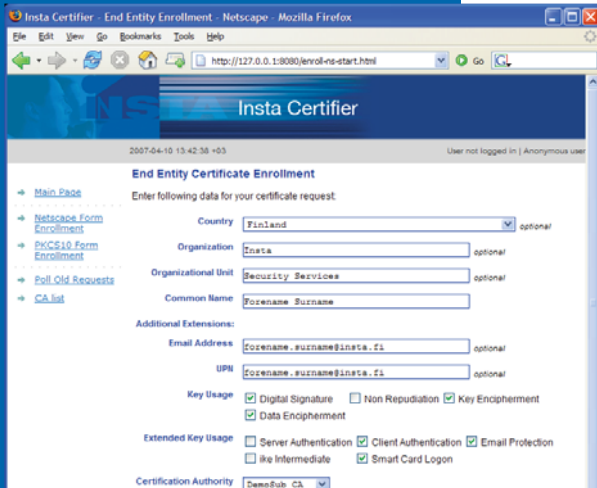 Insta Certifier - End Entity Enrollment - Netscape - Mozilla Firefox
File Edit View Go Bookmarks Tools Help
http://127.0.0.1:8080/enroll-ns-start.html Go G
INSTA
Insta Certifier
2007-04-10 13:42:38 +03 User not logged in | Anonymous user
Main Page
Netscape Form
Enrollment
PKCS10 Form
Enrollment
Poll Old Requests
CA list
End Entity Certificate Enrollment
Enter following data for your certificate request:
Country Finland optional
Organization Insta optional
Organizational Unit Security Services optional
Common Name Forename Surname
Additional Extensions:
Email Address forename.surname@insta.fi optional
UPN forename.surname@insta.fi optional
Key Usage Digital Signature Non Repudiation Key Encipherment
Data Encipherment
Extended Key Usage Server Authentication Client Authentication Email Protection
ike Intermediate Smart Card Logon
Certification Authority DemoSub CA